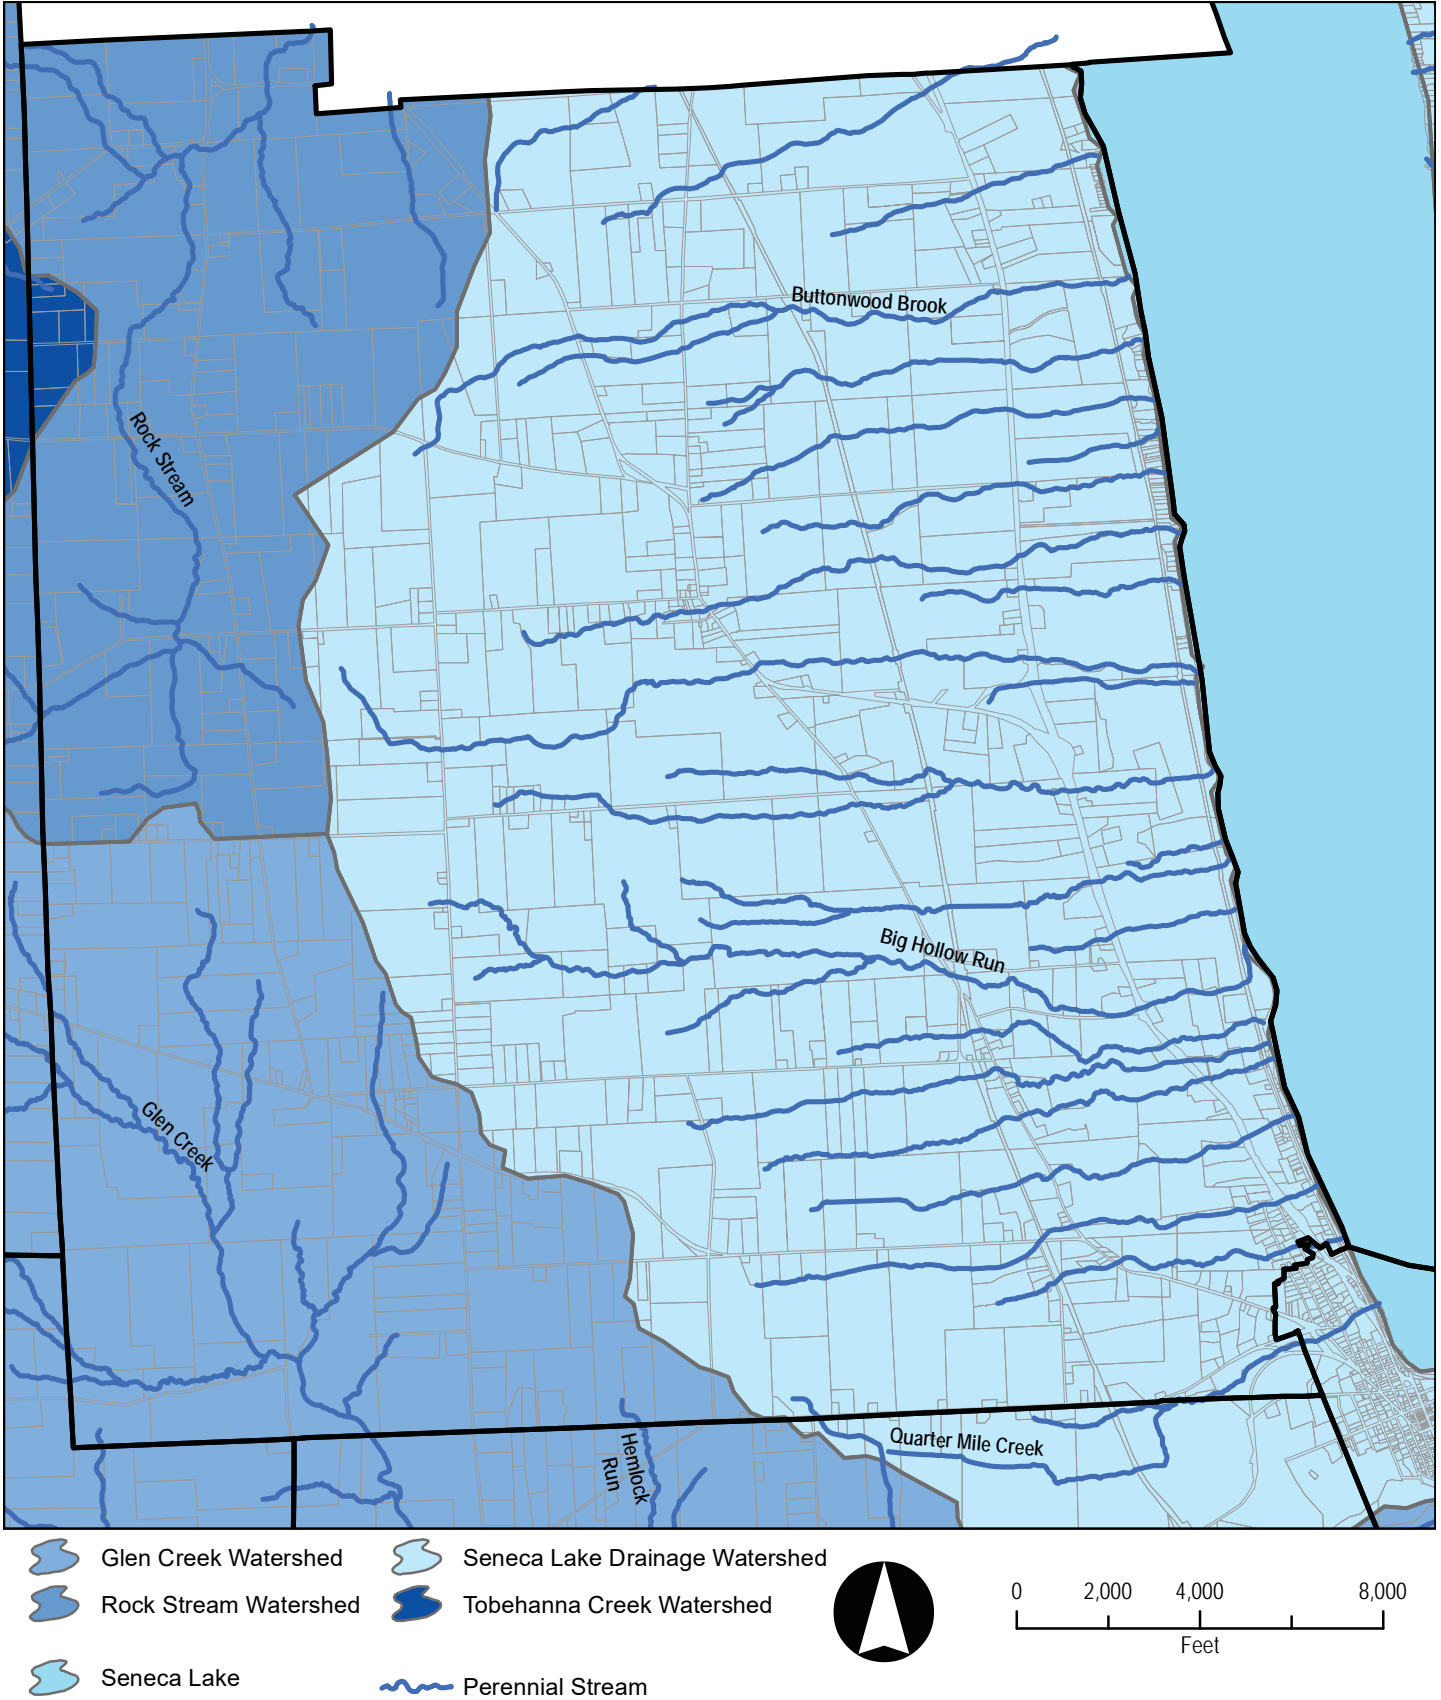 Buttonwood Brook
Rock Stream
Big Hollow Run
Glen Creek
Quarter Mile Creek
Hemlock
Run
Glen Creek Watershed
Seneca Lake Drainage Watershed
Rock Stream Watershed
Tobehanna Creek Watershed
Seneca Lake
Perennial Stream
0 2,000 4,000 8,000
Feet